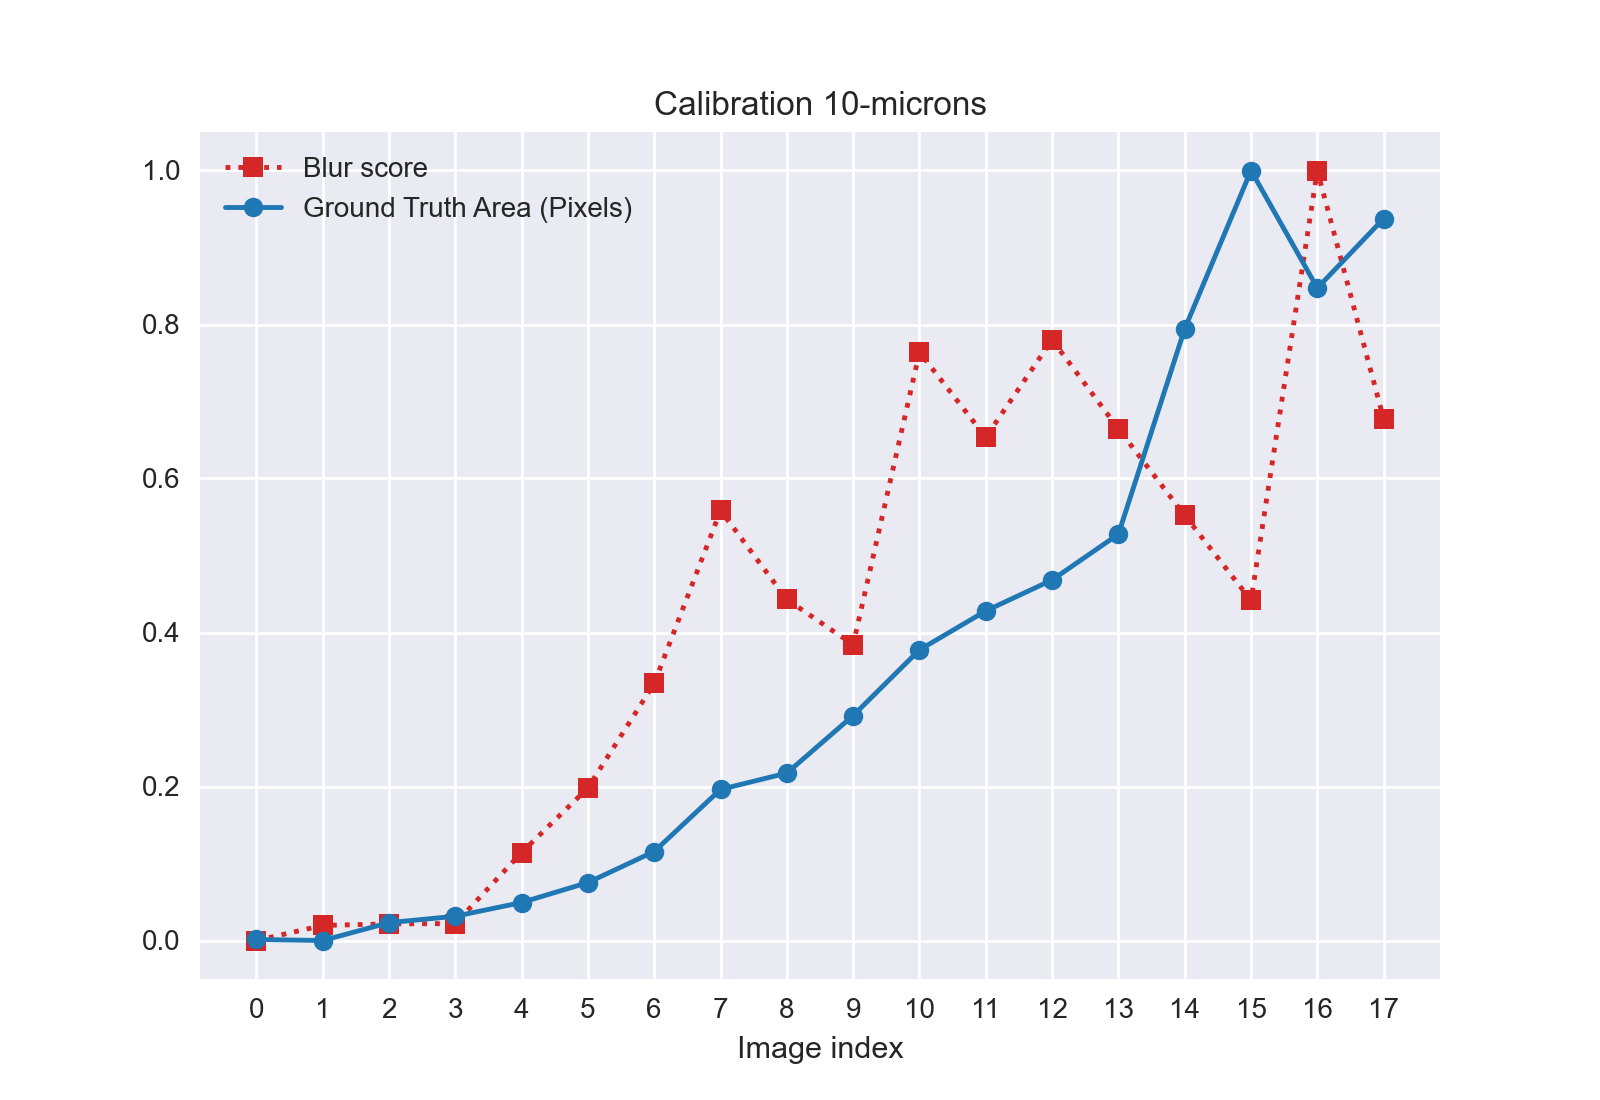 Calibration 10-microns
Blur score
Ground Truth Area (Pixels)
1.0
0.8
0.6
0.4
0.2
0.0
0 1 2 3 4 5 6 7 8 9 10 11 12 13 14 15 16 17
Image index